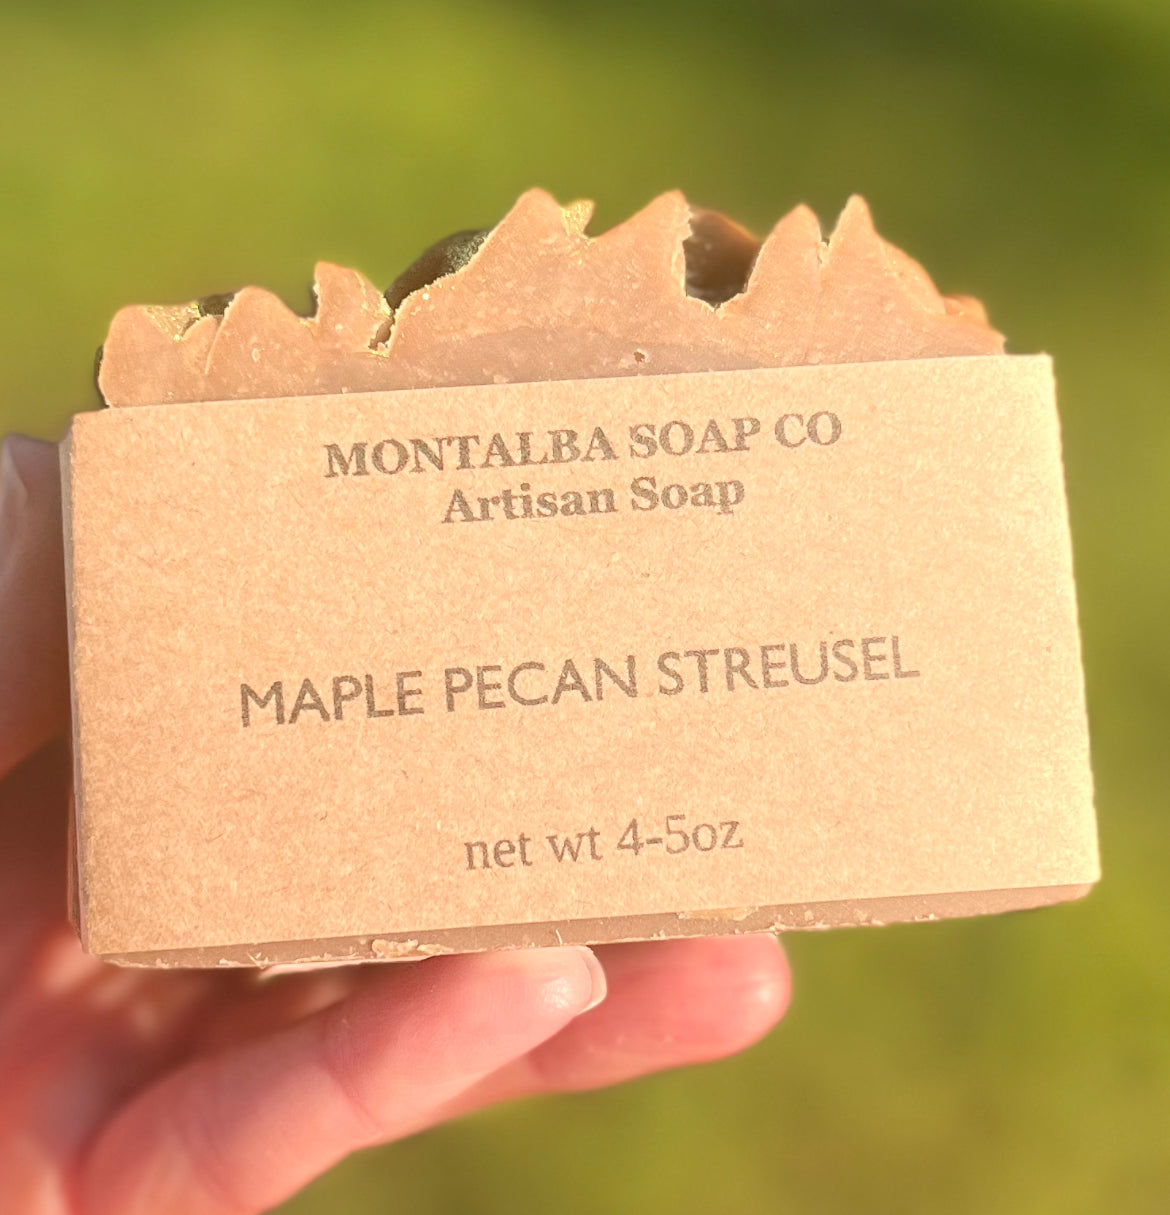 MONTALBA SOAP CO
Artisan Soap
MAPLE PECAN STREUSEL
net wt 4-5oz